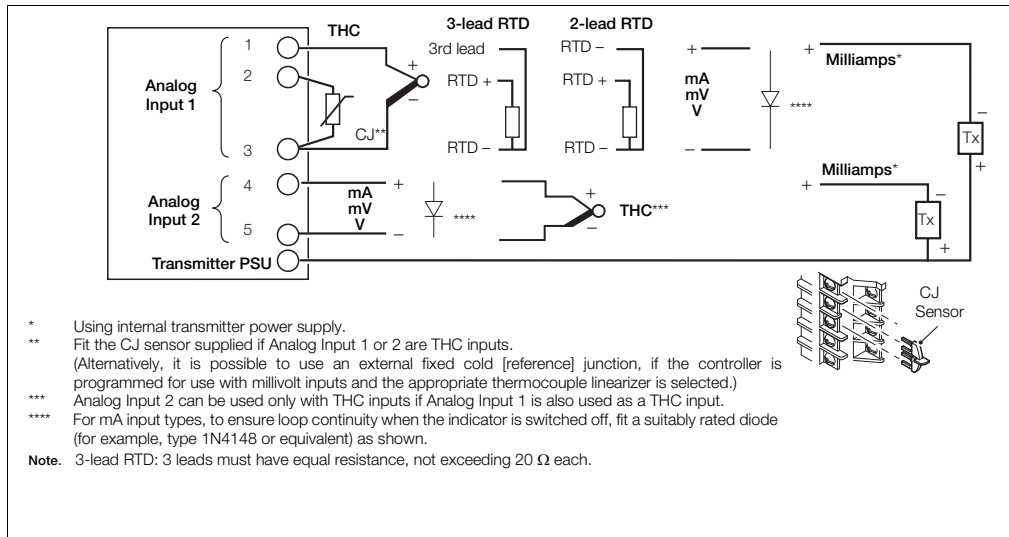 THC 3-lead RTD 2-lead RTD
1 3rd lead RTD – + + Milliamps*
Analog Input 1
2 + RTD + RTD + mA mV V **** –
– Tx
CJ**
3 RTD – RTD – – Milliamps* +
4 + + –
Analog Input 2
mA mV V **** THC*** Tx
5 – – +
Transmitter PSU
CJ Sensor
* Using internal transmitter power supply.
** Fit the CJ sensor supplied if Analog Input 1 or 2 are THC inputs.
(Alternatively, it is possible to use an external fixed cold [reference] junction, if the controller is
programmed for use with millivolt inputs and the appropriate thermocouple linearizer is selected.)
*** Analog Input 2 can be used only with THC inputs if Analog Input 1 is also used as a THC input.
**** For mA input types, to ensure loop continuity when the indicator is switched off, fit a suitably rated diode
(for example, type 1N4148 or equivalent) as shown.
Note. 3-lead RTD: 3 leads must have equal resistance, not exceeding 20 Ω each.